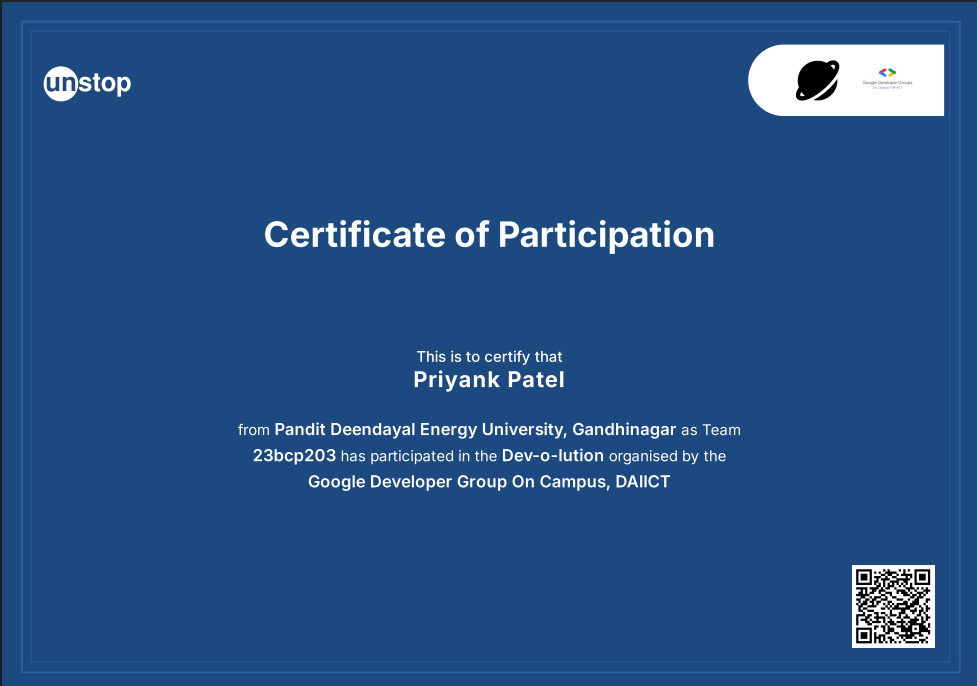 unstop
Google Developer Groups
On Campus • DA-IICT
Certificate of Participation
This is to certify that
Priyank Patel
from Pandit Deendayal Energy University, Gandhinagar as Team
23bcp203 has participated in the Dev-o-lution organised by the
Google Developer Group On Campus, DAIICT